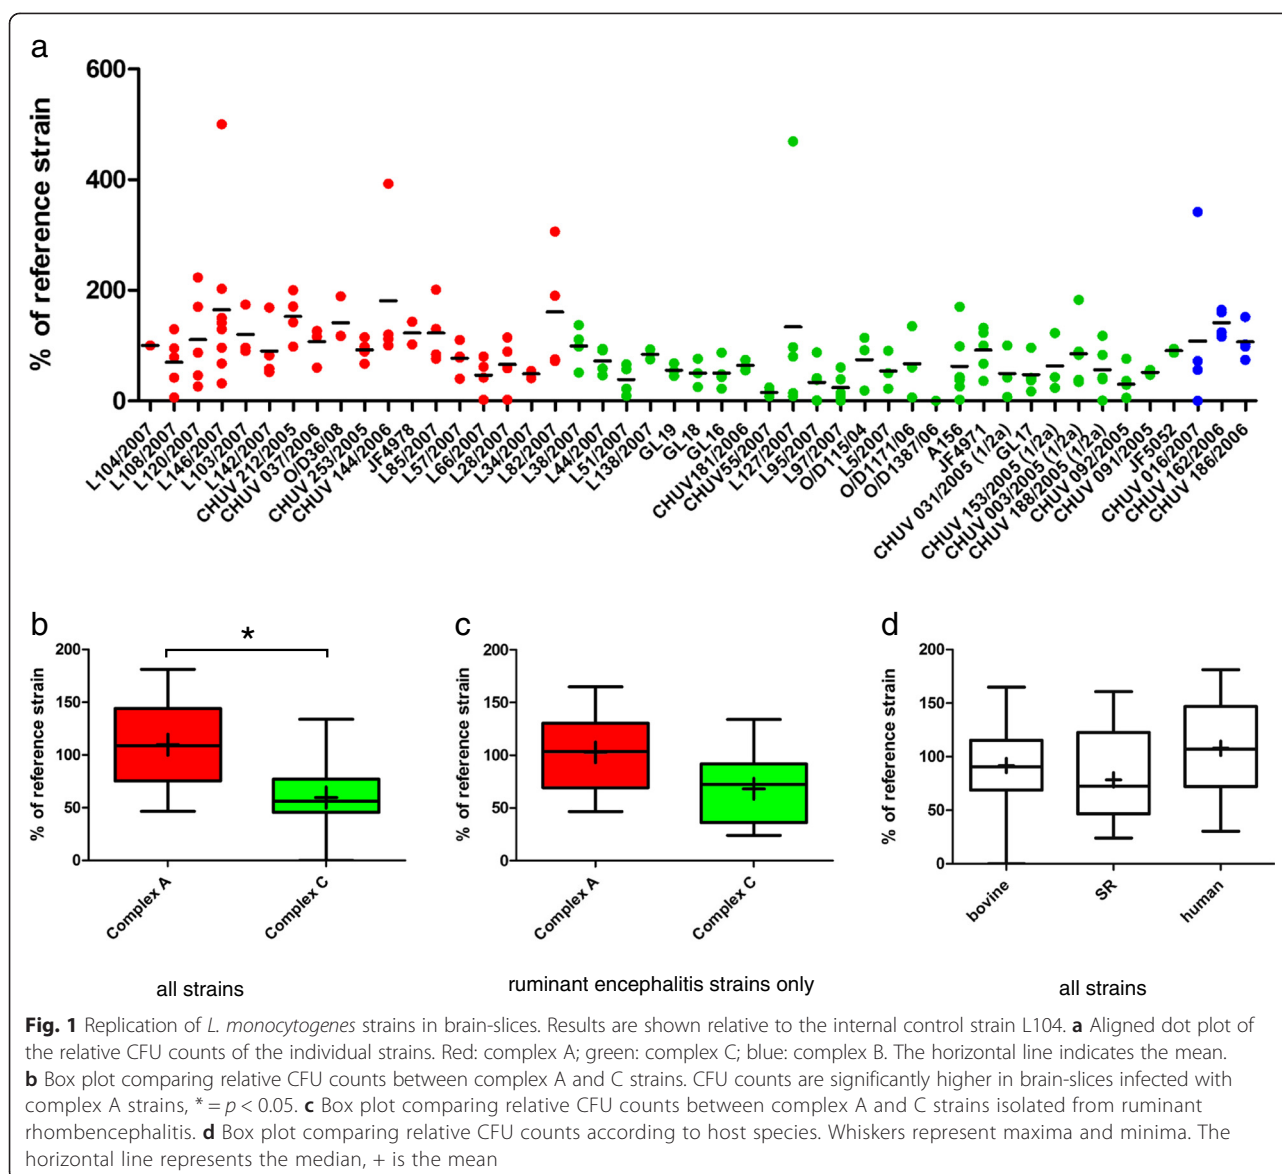 a
600
400
200
0
% of reference strain
L104/2007
L108/2007
L120/2007
L146/2007
L103/2007
L142/2007
CHUV 212/2005
CHUV 037/2006
O/D36/08
CHUV 253/2005
CHUV 144/2006
JF4978
L85/2007
L57/2007
L66/2007
L28/2007
L34/2007
L82/2007
L38/2007
L44/2007
L51/2007
L138/2007
GL19
GL18
GL16
CHUV181/2006
CHUV55/2007
L127/2007
L95/2007
L97/2007
O/D115/04
L5/2007
O/D1171/06
O/D1387/06
A156
JF4971
CHUV 031/2005 (1/2a)
GL17
CHUV 153/2005 (1/2a)
CHUV 003/2005 (1/2a)
CHUV 188/2005 (1/2a)
CHUV 092/2005
CHUV 091/2005
JF5052
CHUV 016/2007
CHUV 162/2006
CHUV 186/2006
b
*
200
150
100
50
0
% of reference strain
Complex A
Complex C
all strains
c
200
150
100
50
0
% of reference strain
Complex A
Complex C
ruminant encephalitis strains only
d
200
150
100
50
0
% of reference strain
bovine
SR
human
all strains
Fig. 1 Replication of L. monocytogenes strains in brain-slices. Results are shown relative to the internal control strain L104. a Aligned dot plot of
the relative CFU counts of the individual strains. Red: complex A; green: complex C; blue: complex B. The horizontal line indicates the mean.
b Box plot comparing relative CFU counts between complex A and C strains. CFU counts are significantly higher in brain-slices infected with
complex A strains, * = p < 0.05. c Box plot comparing relative CFU counts between complex A and C strains isolated from ruminant
rhombencephalitis. d Box plot comparing relative CFU counts according to host species. Whiskers represent maxima and minima. The
horizontal line represents the median, + is the mean